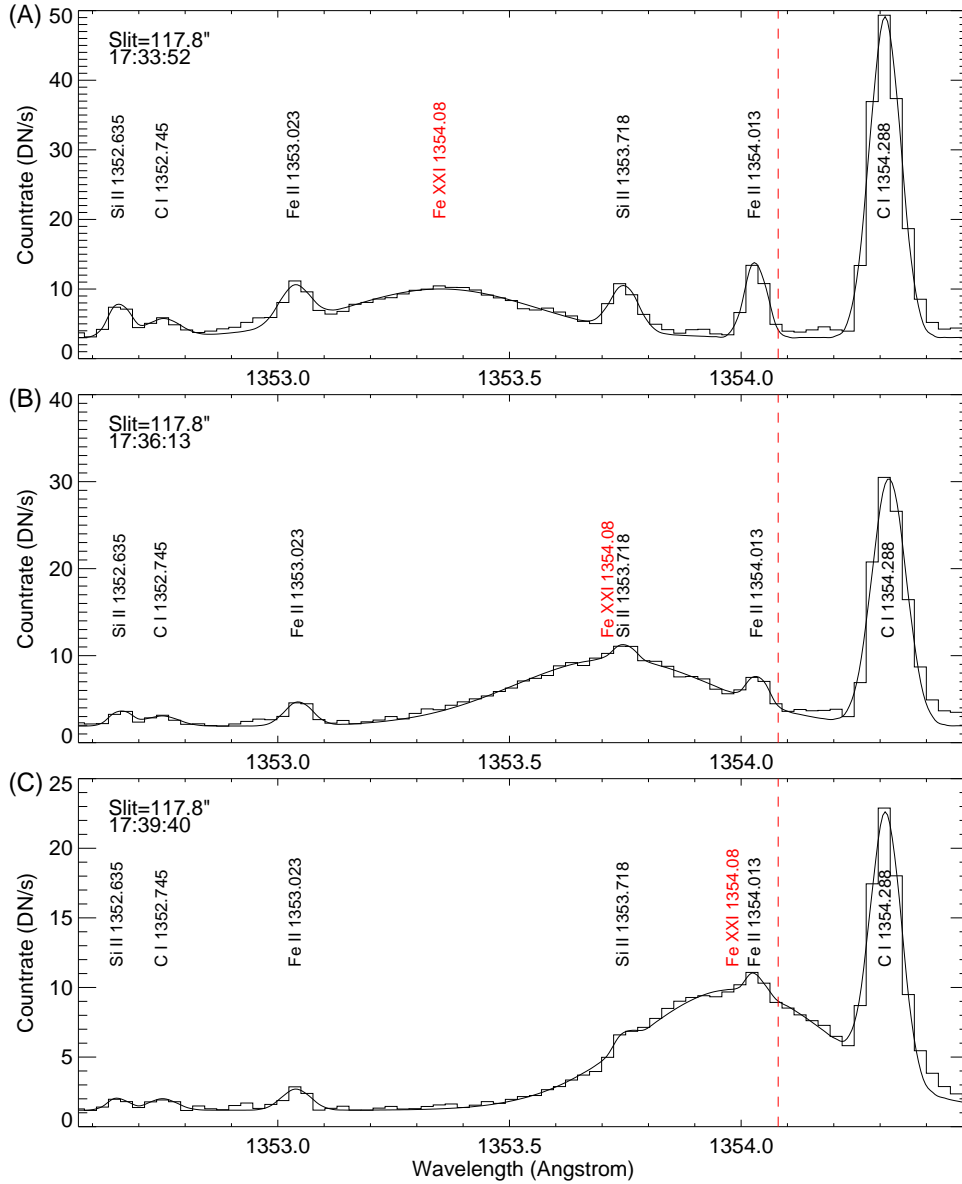 (A)
Slit=117.8"
17:33:52
Countrate (DN/s)
50
40
30
20
10
0
Si II 1352.635
C I 1352.745
Fe II 1353.023
Fe XXI 1354.08
Si II 1353.718
Fe II 1354.013
C I 1354.288
1353.0
1353.5
1354.0
(B)
Slit=117.8"
17:36:13
Countrate (DN/s)
40
30
20
10
0
Si II 1352.635
C I 1352.745
Fe II 1353.023
Fe XXI 1354.08
Si II 1353.718
Fe II 1354.013
C I 1354.288
1353.0
1353.5
1354.0
(C)
Slit=117.8"
17:39:40
Countrate (DN/s)
25
20
15
10
5
0
Si II 1352.635
C I 1352.745
Fe II 1353.023
Si II 1353.718
Fe XXI 1354.08
Fe II 1354.013
C I 1354.288
1353.0
1353.5
1354.0
Wavelength (Angstrom)